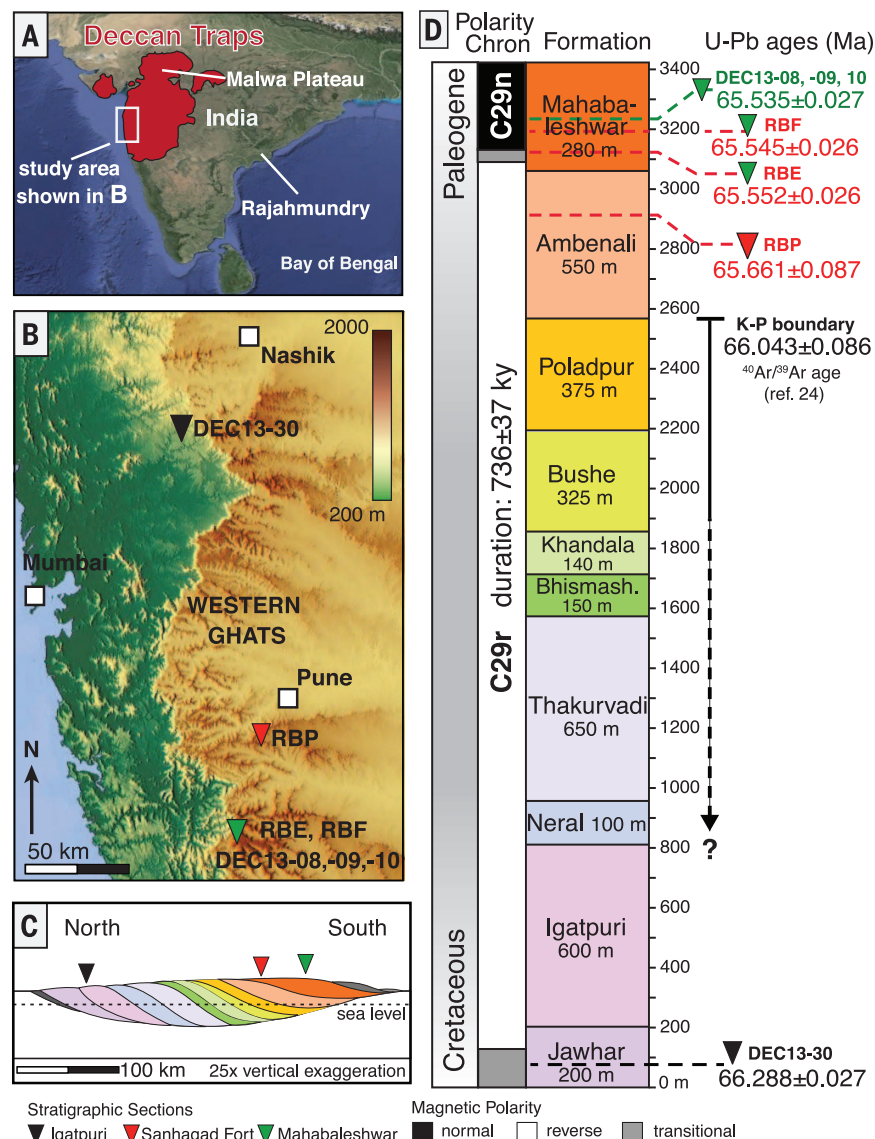 A
Deccan Traps
Malwa Plateau
India
study area
shown in B
Rajahmundry
Bay of Bengal
B
2000
200 m
Nashik
DEC13-30
Mumbai
WESTERN
GHATS
Pune
RBP
N
RBE, RBF
DEC13-08,-09,-10
50 km
C
North
South
sea level
100 km
25x vertical exaggeration
D
Polarity
Chron
Formation
U-Pb ages (Ma)
Paleogene
Cretaceous
C29n
C29r duration: 736±37 ky
Mahaba-
leshwar
280 m
Ambenali
550 m
Poladpur
375 m
Bushe
325 m
Khandala
140 m
Bhismash.
150 m
Thakurvadi
650 m
Neral 100 m
Igatpuri
600 m
Jawhar
200 m
3400
3200
3000
2800
2600
2400
2200
2000
1800
1600
1400
1200
1000
800
600
400
200
0 m
DEC13-08, -09, 10
65.535±0.027
RBF
65.545±0.026
RBE
65.552±0.026
RBP
65.661±0.087
K-P boundary
66.043±0.086
⁴⁰Ar/³⁹Ar age
(ref. 24)
?
DEC13-30
66.288±0.027
Stratigraphic Sections
Igatpuri Sanhagad Fort Mahabaleshwar
Magnetic Polarity
normal reverse transitional